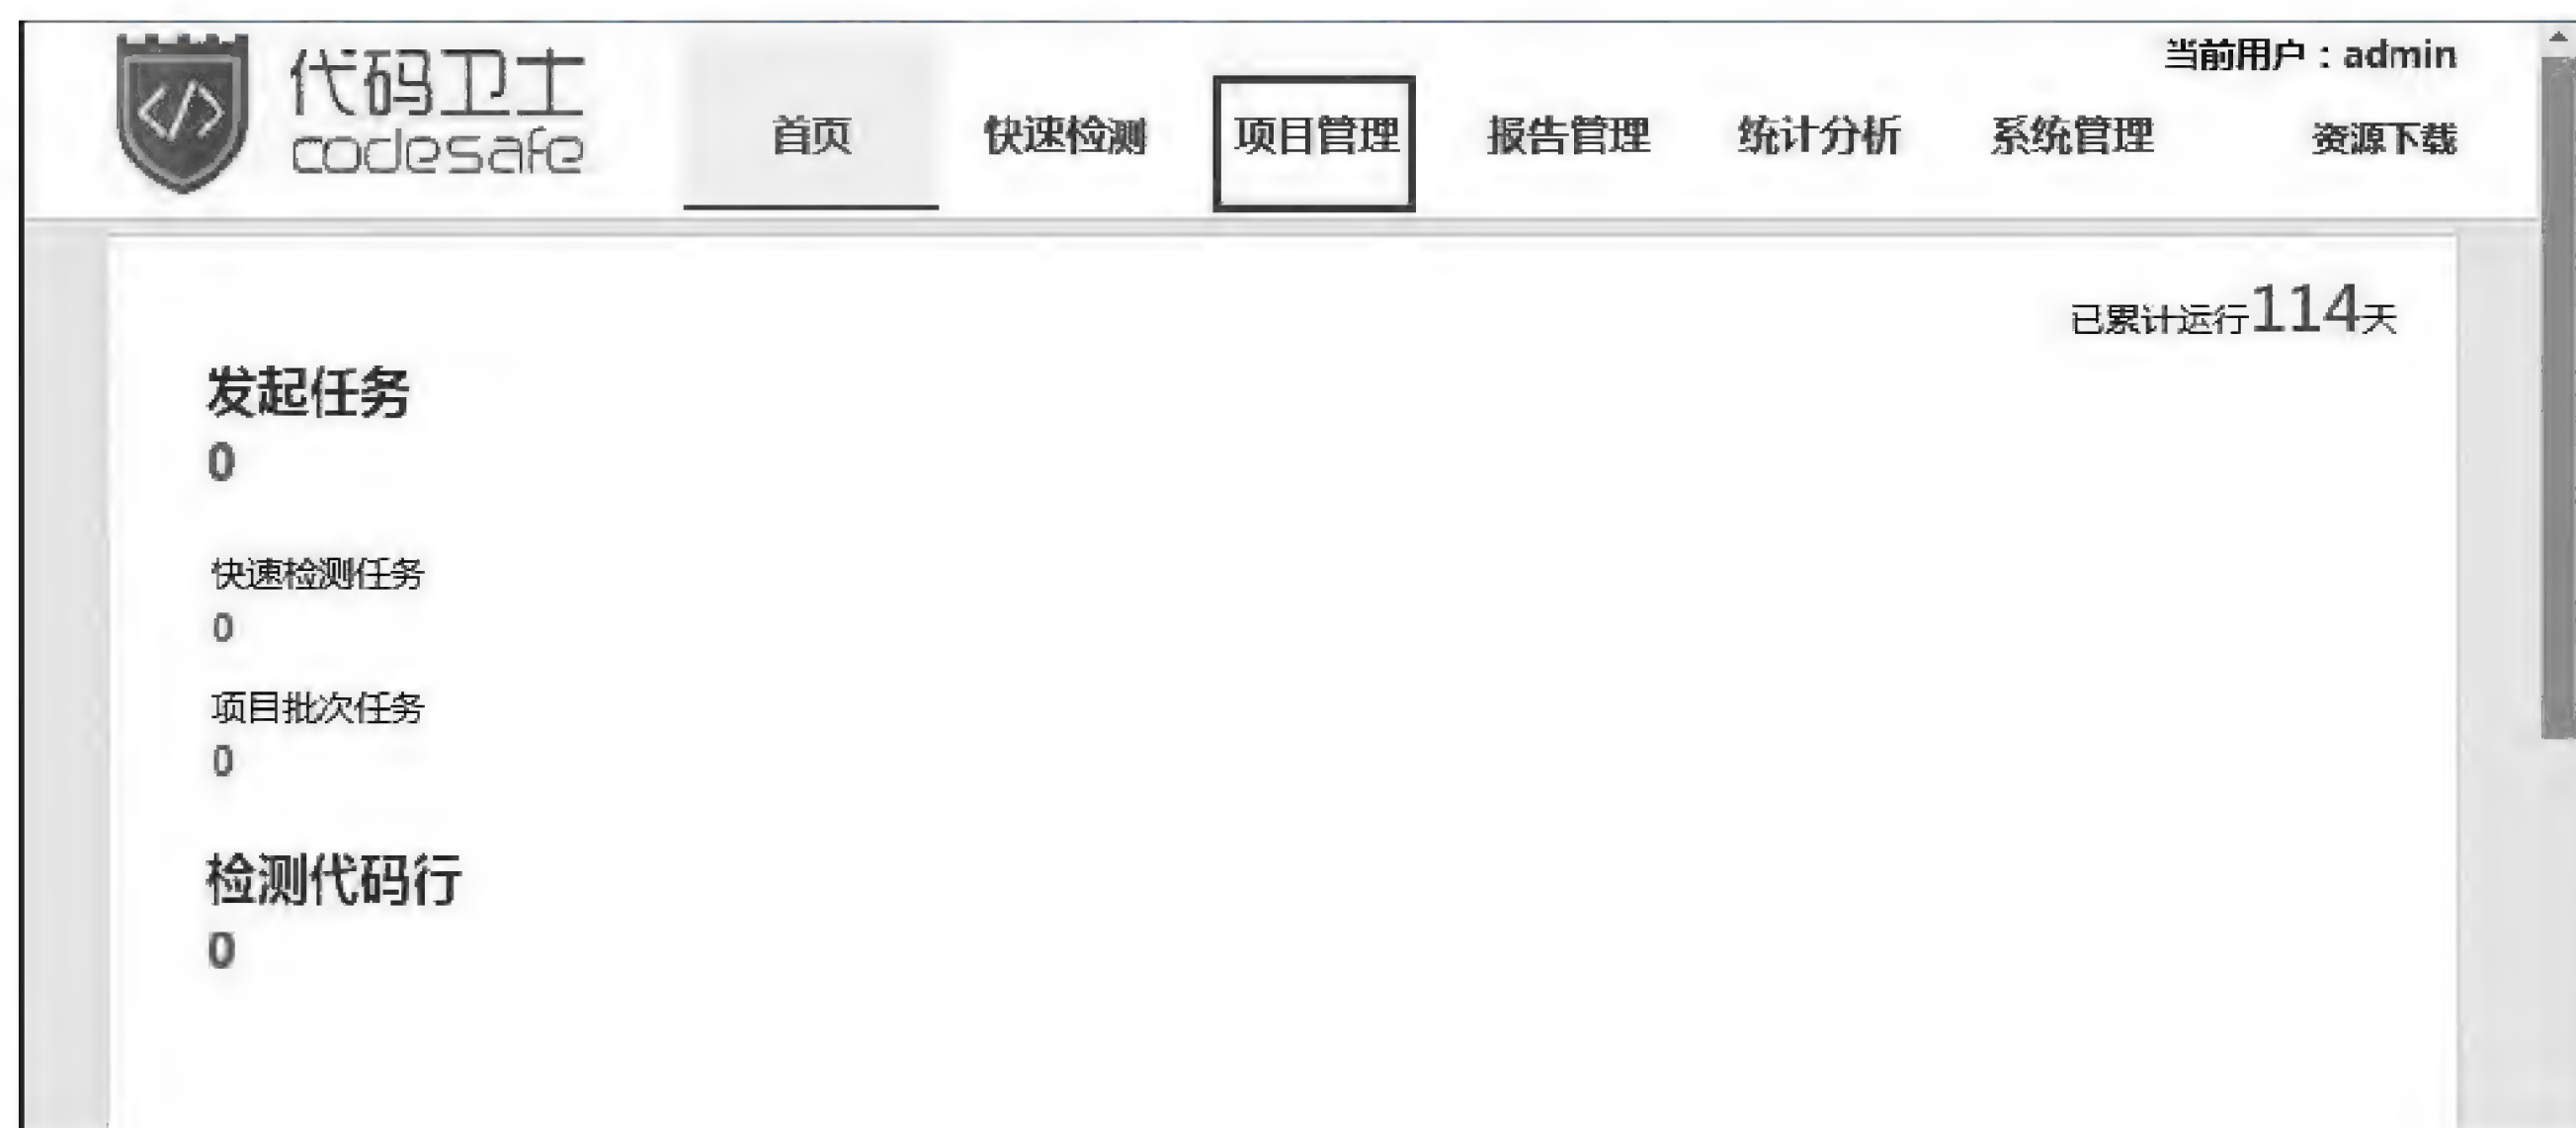 当前用户：admin
代码卫士
codesafe
首页 快速检测 项目管理 报告管理 统计分析 系统管理 资源下载
已累计运行114天
发起任务
0
快速检测任务
0
项目批次任务
0
检测代码行
0